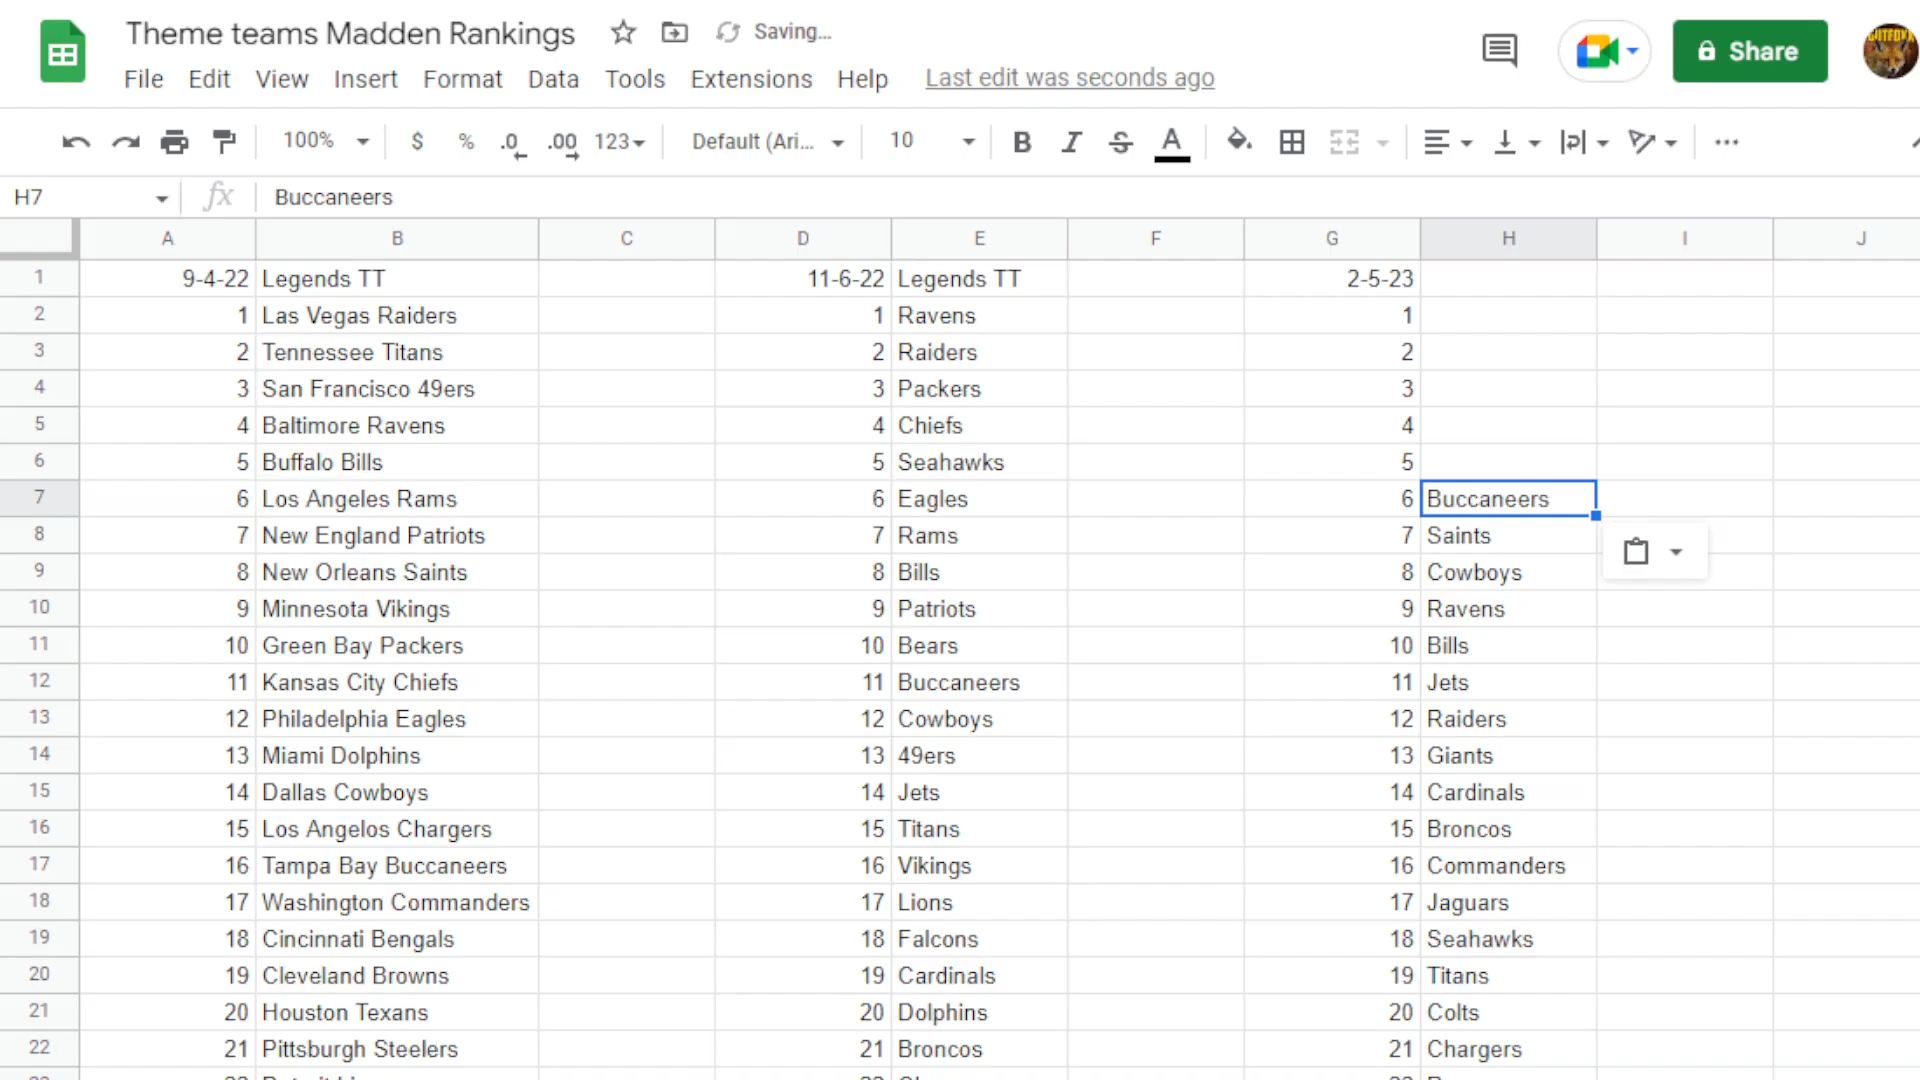 Theme teams Madden Rankings Saving...
File Edit View Insert Format Data Tools Extensions Help Last edit was seconds ago
Share
100% $ % .0 .00 123 Default (Ari... 10 B I S A
H7 fx Buccaneers
A B C D E F G H I J
1 9-4-22 Legends TT 11-6-22 Legends TT 2-5-23
2 1 Las Vegas Raiders 1 Ravens 1
3 2 Tennessee Titans 2 Raiders 2
4 3 San Francisco 49ers 3 Packers 3
5 4 Baltimore Ravens 4 Chiefs 4
6 5 Buffalo Bills 5 Seahawks 5
7 6 Los Angeles Rams 6 Eagles 6 Buccaneers
8 7 New England Patriots 7 Rams 7 Saints
9 8 New Orleans Saints 8 Bills 8 Cowboys
10 9 Minnesota Vikings 9 Patriots 9 Ravens
11 10 Green Bay Packers 10 Bears 10 Bills
12 11 Kansas City Chiefs 11 Buccaneers 11 Jets
13 12 Philadelphia Eagles 12 Cowboys 12 Raiders
14 13 Miami Dolphins 13 49ers 13 Giants
15 14 Dallas Cowboys 14 Jets 14 Cardinals
16 15 Los Angelos Chargers 15 Titans 15 Broncos
17 16 Tampa Bay Buccaneers 16 Vikings 16 Commanders
18 17 Washington Commanders 17 Lions 17 Jaguars
19 18 Cincinnati Bengals 18 Falcons 18 Seahawks
20 19 Cleveland Browns 19 Cardinals 19 Titans
21 20 Houston Texans 20 Dolphins 20 Colts
22 21 Pittsburgh Steelers 21 Broncos 21 Chargers